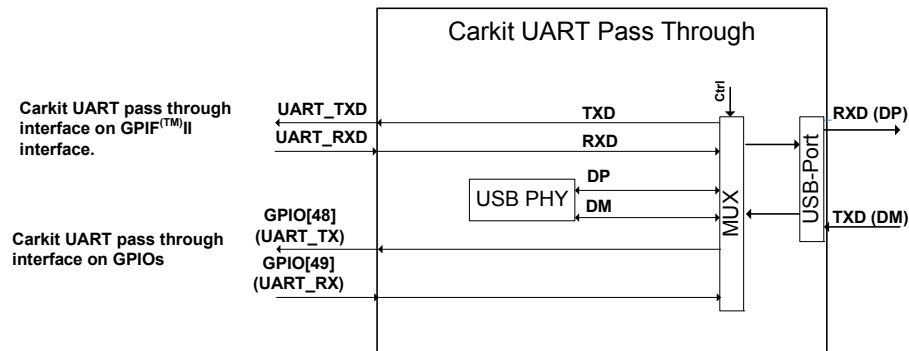 Carkit UART Pass Through
Carkit UART pass through
interface on GPIF(TM)II
interface.
UART_TXD
UART_RXD
TXD
RXD
Ctrl
MUX
USB-Port
RXD (DP)
TXD (DM)
USB PHY
DP
DM
Carkit UART pass through
interface on GPIOs
GPIO[48]
(UART_TX)
GPIO[49]
(UART_RX)